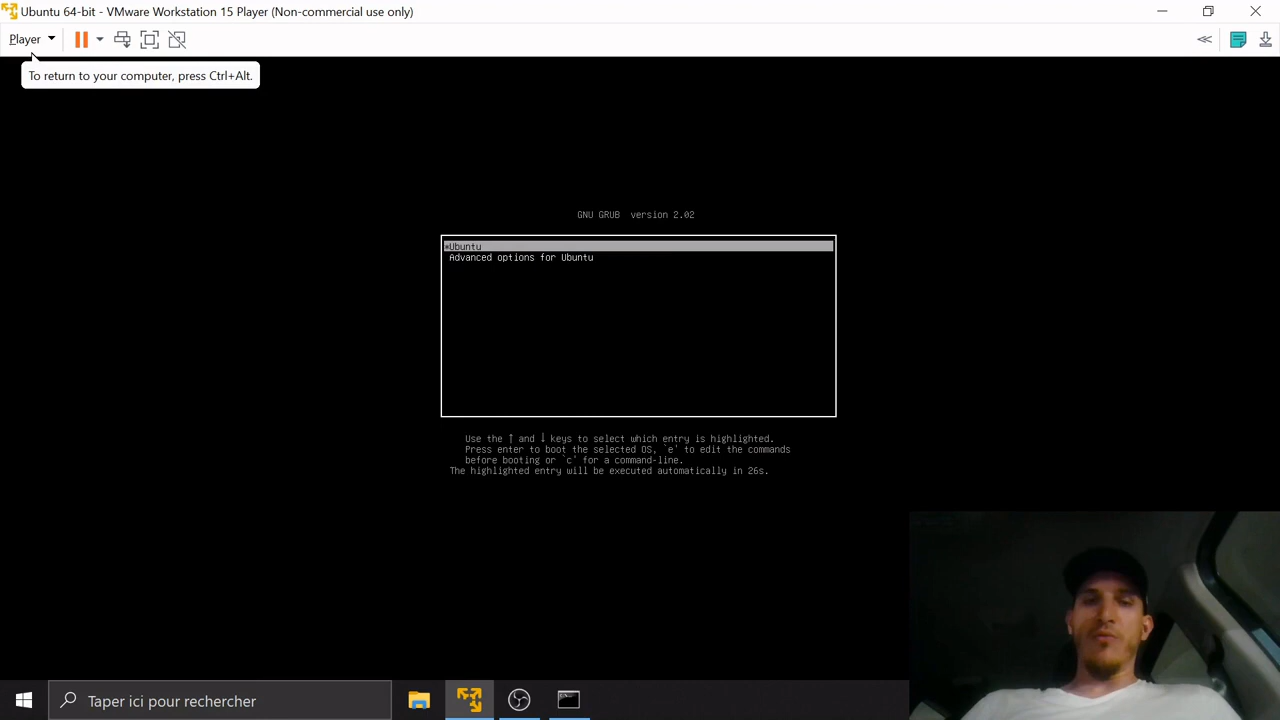 Ubuntu 64-bit - VMware Workstation 15 Player (Non-commercial use only)
Player
To return to your computer, press Ctrl+Alt.
GNU GRUB version 2.02
*Ubuntu
Advanced options for Ubuntu
Use the ↑ and ↓ keys to select which entry is highlighted.
Press enter to boot the selected OS, `e' to edit the commands
before booting or `c' for a command-line.
The highlighted entry will be executed automatically in 26s.
Taper ici pour rechercher